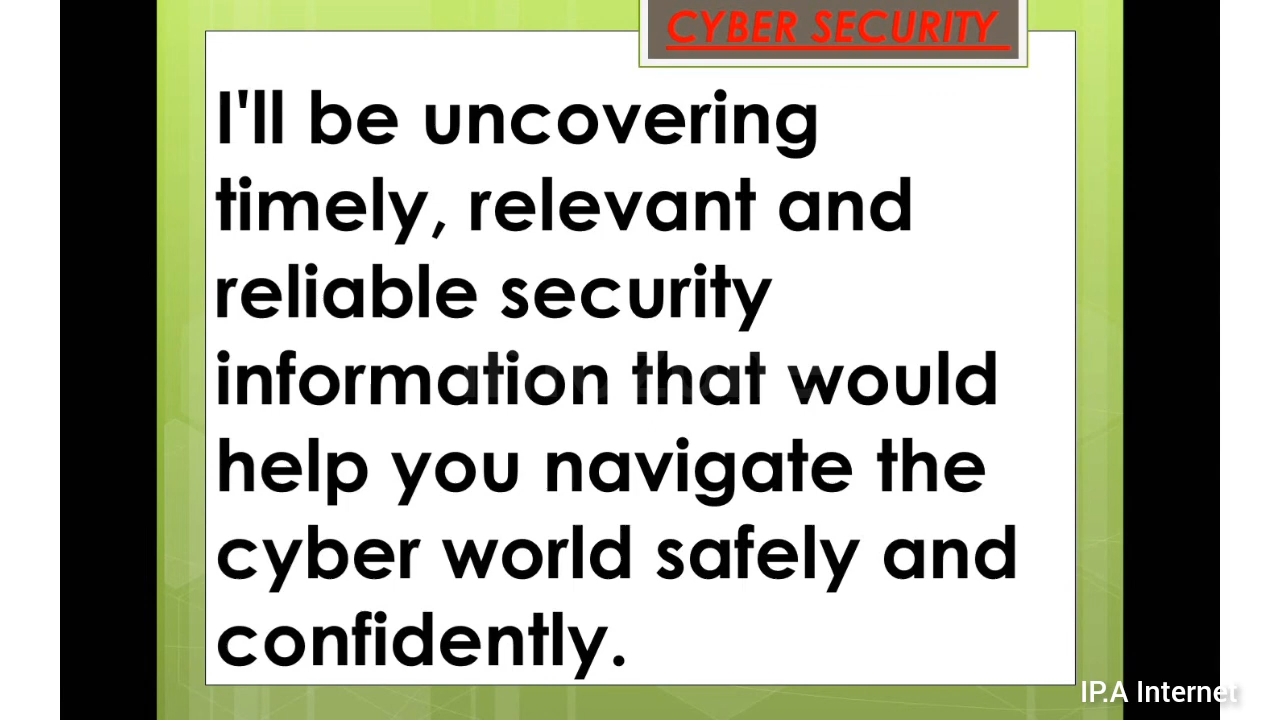 CYBER SECURITY
I'll be uncovering
timely, relevant and
reliable security
information that would
help you navigate the
cyber world safely and
confidently.
IP.A Internet